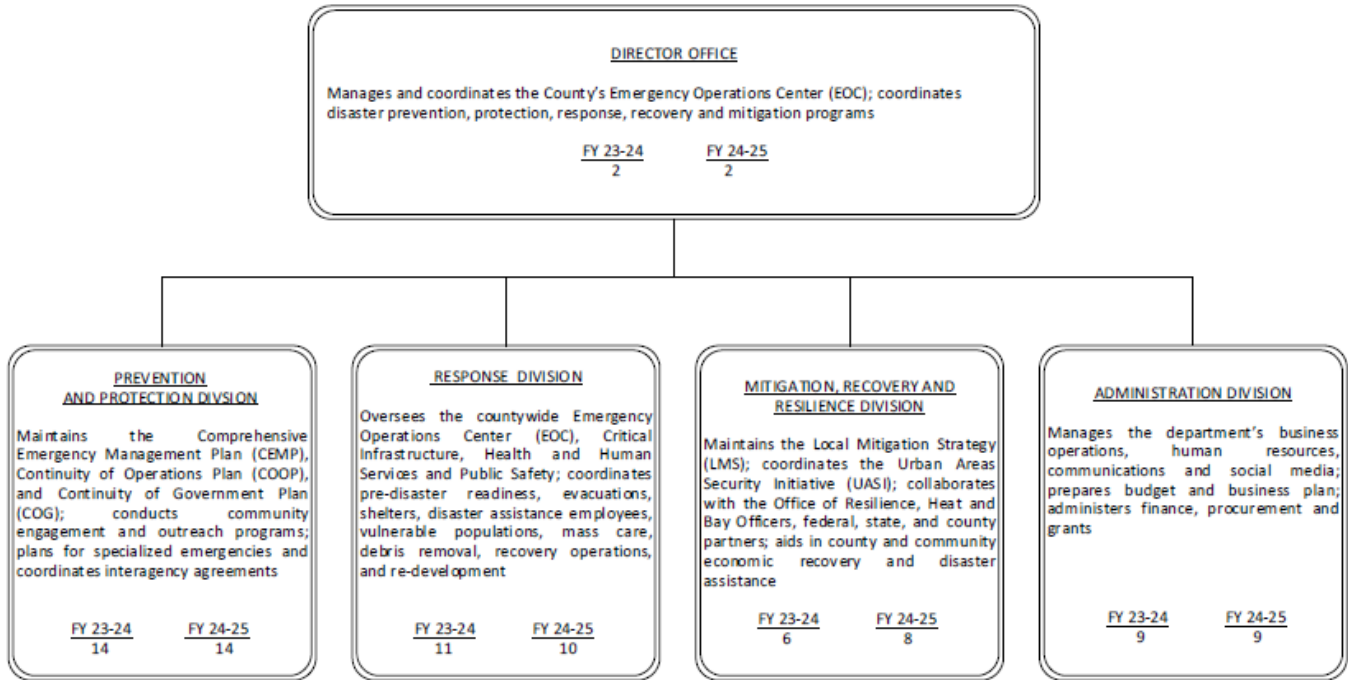 DIRECTOR OFFICE
Manages and coordinates the County's Emergency Operations Center (EOC); coordinates
disaster prevention, protection, response, recovery and mitigation programs
FY 23-24 FY 24-25
2 2
PREVENTION
AND PROTECTION DIVSION
Maintains the Comprehensive
Emergency Management Plan (CEMP),
Continuity of Operations Plan (COOP),
and Continuity of Government Plan
(COG); conducts community
engagement and outreach programs;
plans for specialized emergencies and
coordinates interagency agreements
FY 23-24 FY 24-25
14 14
RESPONSE DIVISION
Oversees the countywide Emergency
Operations Center (EOC), Critical
Infrastructure, Health and Human
Services and Public Safety; coordinates
pre-disaster readiness, evacuations,
shelters, disaster assistance employees,
vulnerable populations, mass care,
debris removal, recovery operations,
and re-development
FY 23-24 FY 24-25
11 10
MITIGATION, RECOVERY AND
RESILIENCE DIVISION
Maintains the Local Mitigation Strategy
(LMS); coordinates the Urban Areas
Security Initiative (UASI); collaborates
with the Office of Resilience, Heat and
Bay Officers, federal, state, and county
partners; aids in county and community
economic recovery and disaster
assistance
FY 23-24 FY 24-25
6 8
ADMINISTRATION DIVISION
Manages the department's business
operations, human resources,
communications and social media;
prepares budget and business plan;
administers finance, procurement and
grants
FY 23-24 FY 24-25
9 9